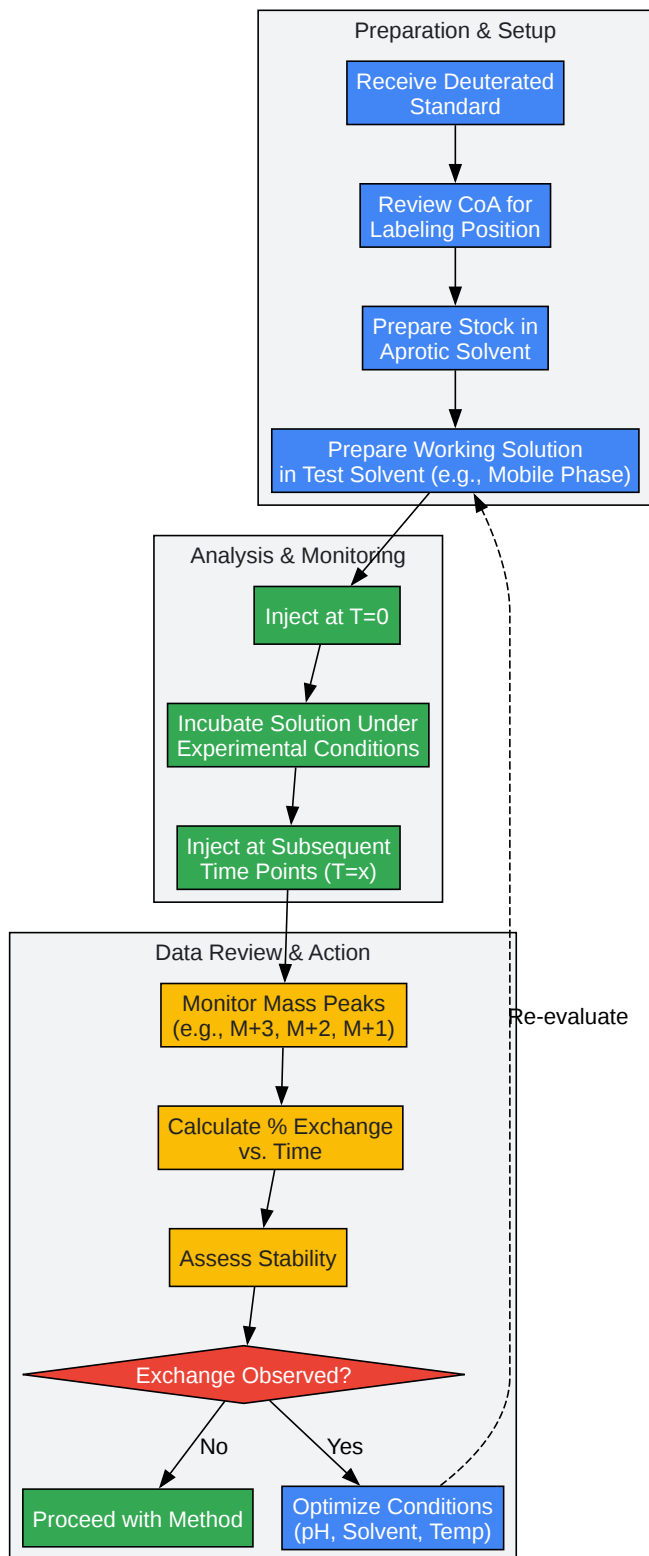 Preparation & Setup
Receive Deuterated
Standard
Review CoA for
Labeling Position
Prepare Stock in
Aprotic Solvent
Prepare Working Solution
in Test Solvent (e.g., Mobile Phase)
Analysis & Monitoring
Inject at T=0
Incubate Solution Under
Experimental Conditions
Inject at Subsequent
Time Points (T=x)
Data Review & Action
Monitor Mass Peaks
(e.g., M+3, M+2, M+1)
Re-evaluate
Calculate % Exchange
vs. Time
Assess Stability
Exchange Observed?
No
Yes
Proceed with Method
Optimize Conditions
(pH, Solvent, Temp)